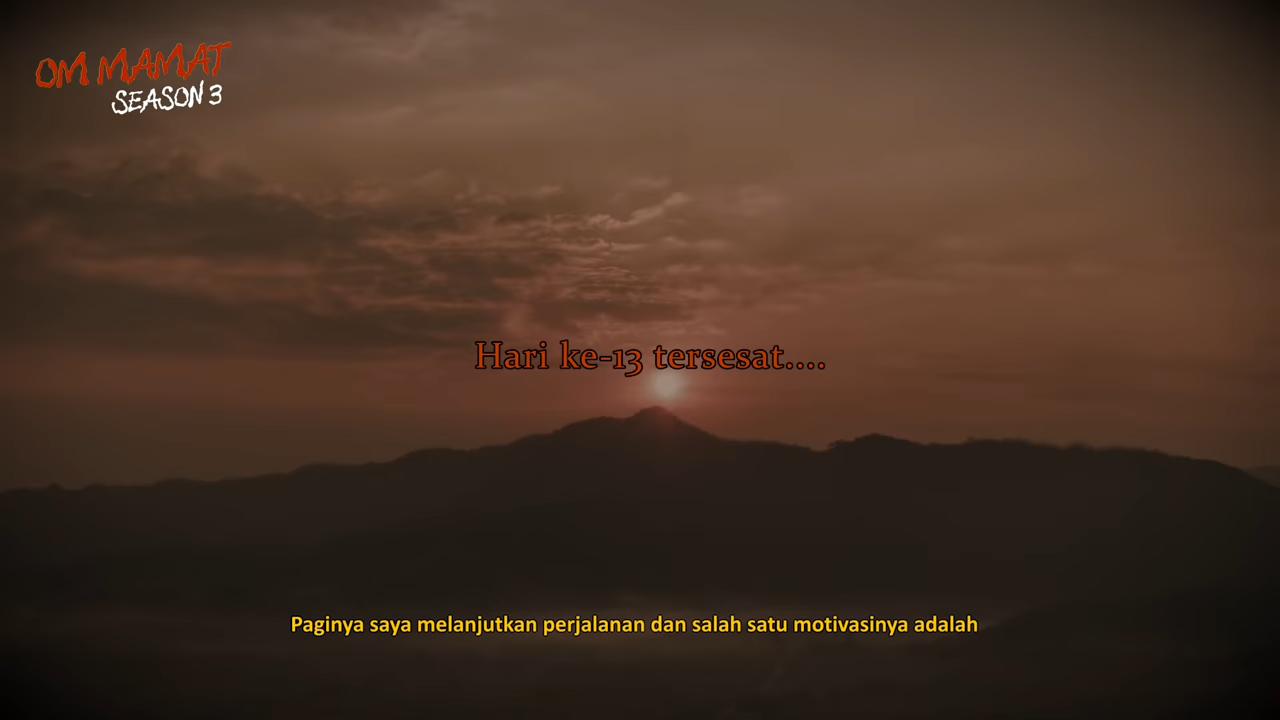 OM MAMAT
SEASON 3
Hari ke-13 tersesat....
Paginya saya melanjutkan perjalanan dan salah satu motivasinya adalah